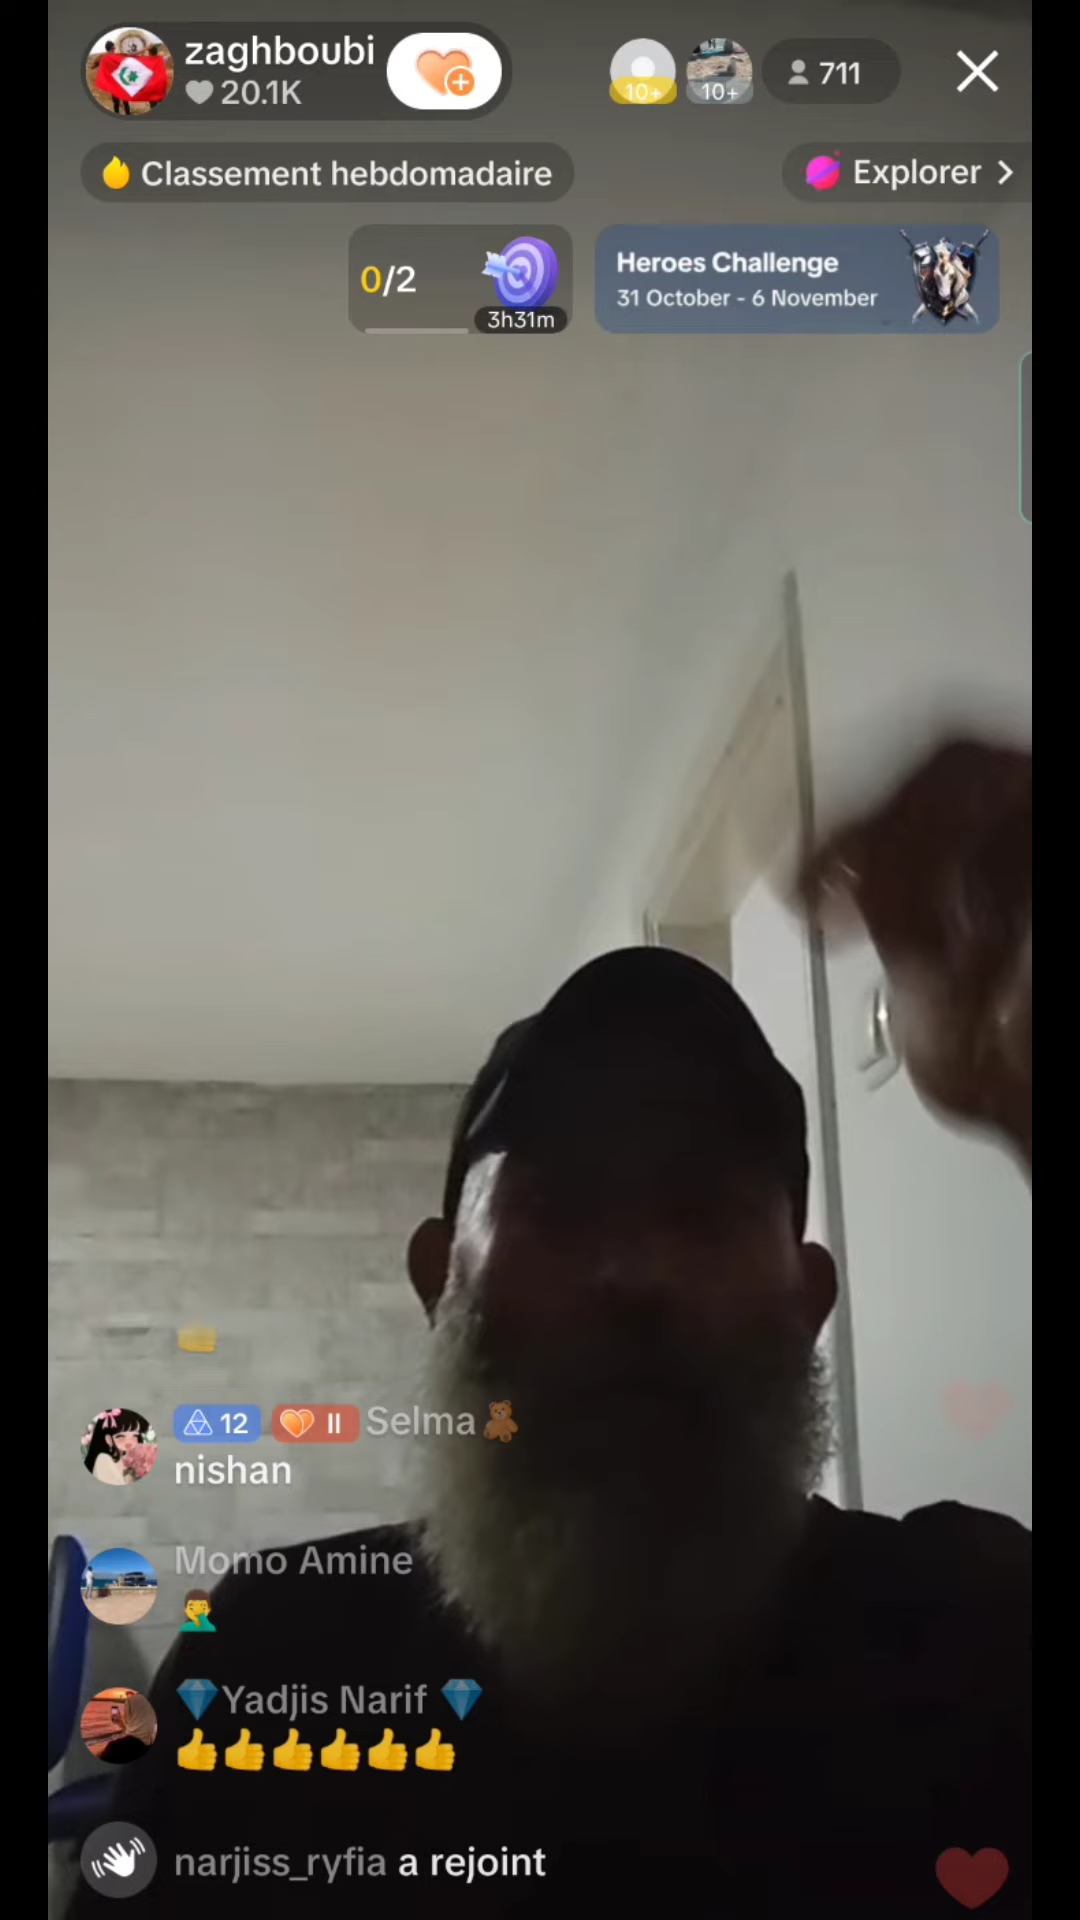 zaghboubi
20.1K
10+
10+
711
Classement hebdomadaire
Explorer
0/2
3h31m
Heroes Challenge
31 October - 6 November
12 II Selma
nishan
Momo Amine
Yadjis Narif
narjiss_ryfia a rejoint